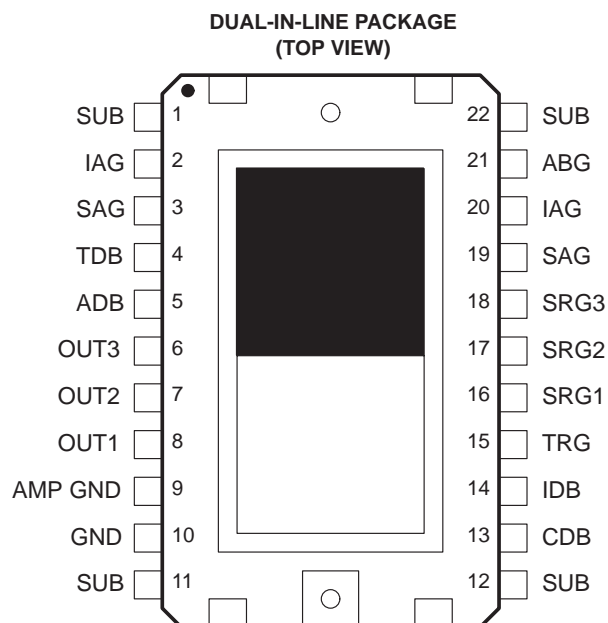 DUAL-IN-LINE PACKAGE
(TOP VIEW)
SUB 1 22 SUB
IAG 2 21 ABG
SAG 3 20 IAG
TDB 4 19 SAG
ADB 5 18 SRG3
OUT3 6 17 SRG2
OUT2 7 16 SRG1
OUT1 8 15 TRG
AMP GND 9 14 IDB
GND 10 13 CDB
SUB 11 12 SUB